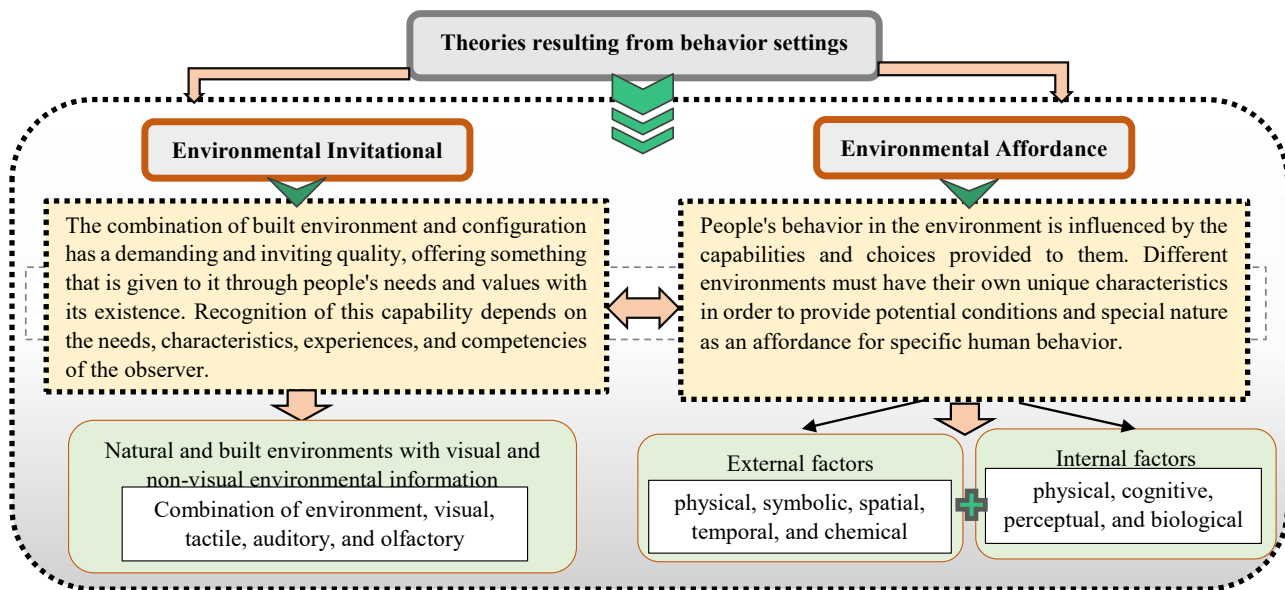 Theories resulting from behavior settings
Environmental Invitational
Environmental Affordance
The combination of built environment and configuration
has a demanding and inviting quality, offering something
that is given to it through people's needs and values with
its existence. Recognition of this capability depends on
the needs, characteristics, experiences, and competencies
of the observer.
People's behavior in the environment is influenced by the
capabilities and choices provided to them. Different
environments must have their own unique characteristics
in order to provide potential conditions and special nature
as an affordance for specific human behavior.
Natural and built environments with visual and
non-visual environmental information
Combination of environment, visual,
tactile, auditory, and olfactory
External factors
physical, symbolic, spatial,
temporal, and chemical
Internal factors
physical, cognitive,
perceptual, and biological